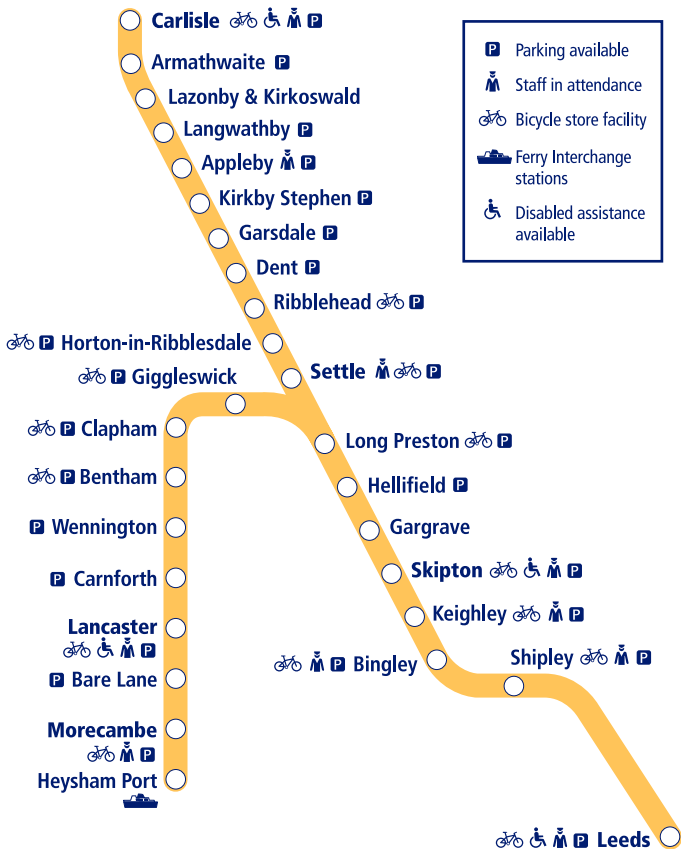 Carlisle P
Armathwaite P
Lazonby & Kirkoswald
Langwathby P
Appleby P
Kirkby Stephen P
Garsdale P
Dent P
Ribblehead P
P Horton-in-Ribblesdale
Settle P
P Giggleswick
P Clapham
P Bentham
P Wennington
P Carnforth
Lancaster
P
P Bare Lane
Morecambe
P
Heysham Port
Long Preston P
Hellifield P
Gargrave
Skipton P
Keighley P
P Bingley
Shipley P
P Leeds
P Parking available
Staff in attendance
Bicycle store facility
Ferry Interchange
stations
Disabled assistance
available